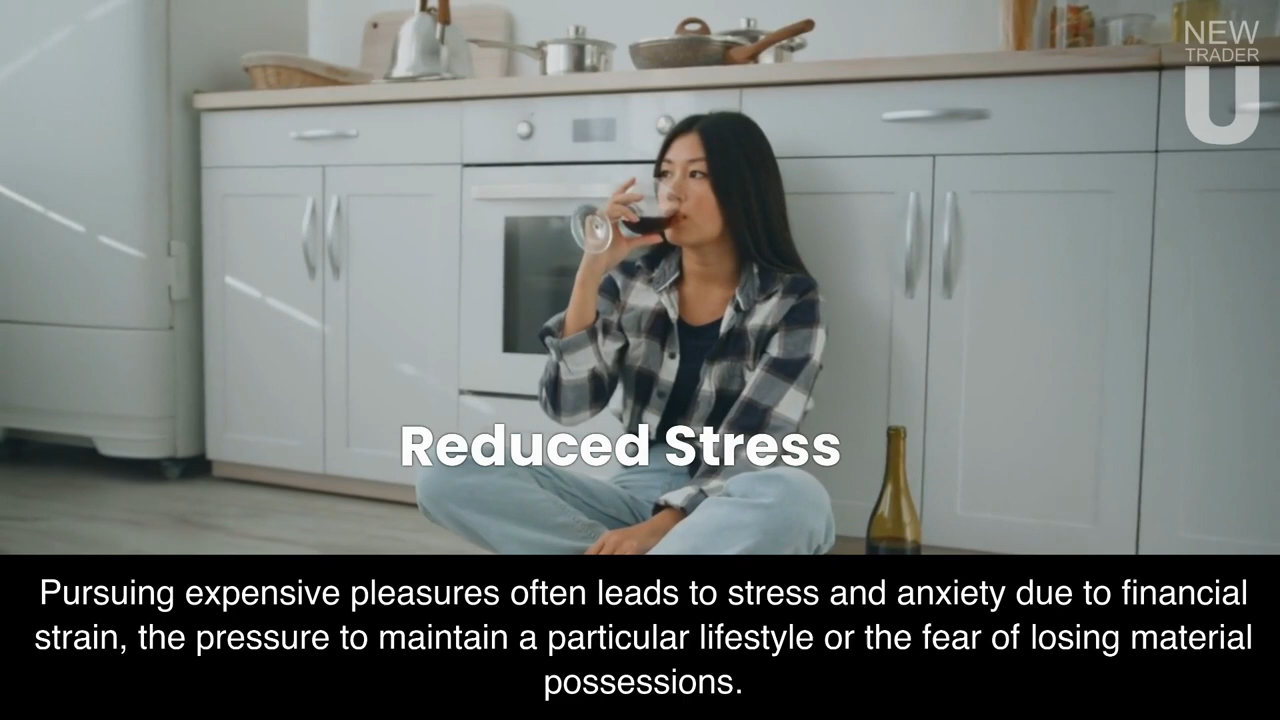 NEW
TRADER
U
Reduced Stress
Pursuing expensive pleasures often leads to stress and anxiety due to financial
strain, the pressure to maintain a particular lifestyle or the fear of losing material
possessions.